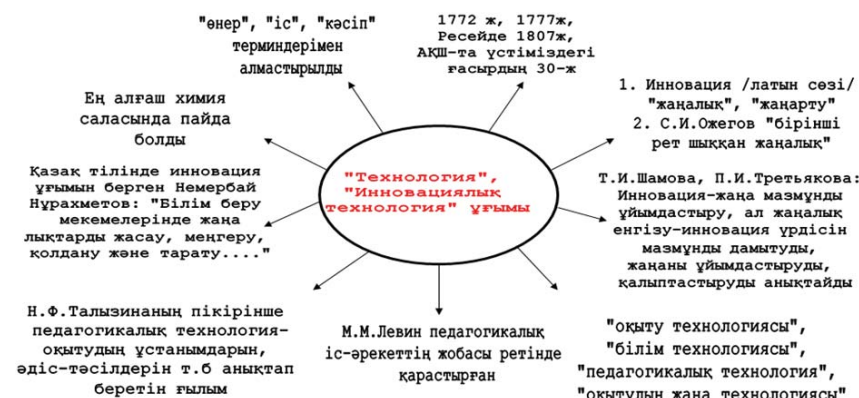 "өнер", "іс", "кәсіп"
терминдерімен
алмастырылды
1772 ж, 1777ж,
Ресейде 1807ж,
АҚШ-та үстіміздегі
ғасырдың 30-ж
1. Инновация /латын сөзі/
"жаңалық", "жаңарту"
2. С.И.Ожегов "бірінші
рет шыққан жаңалық"
Ең алғаш химия
саласында пайда
болды
Қазақ тілінде инновация
ұғымын берген Немербай
Нұрахметов: "Білім беру
мекемелерінде жаңа
лықтарды жасау, меңгеру,
қолдану және тарату...."
"Технология",
"Инновациялық
технология" ұғымы
Т.И.Шамова, П.И.Третьякова:
Инновация-жаңа мазмұнды
ұйымдастыру, ал жаңалық
енгізу-инновация үрдісін
мазмұнды дамытуды,
жаңаны ұйымдастыруды,
қалыптастыруды анықтайды
Н.Ф.Талызинаның пікірінше
педагогикалық технология-
оқытудың ұстанымдарын,
әдіс-тәсілдерін т.б анықтап
беретін ғылым
М.М.Левин педагогикалық
іс-әрекеттің жобасы ретінде
қарастырған
"оқыту технологиясы",
"білім технологиясы",
"педагогикалық технология",
"оқытудың жаңа технологиясы"